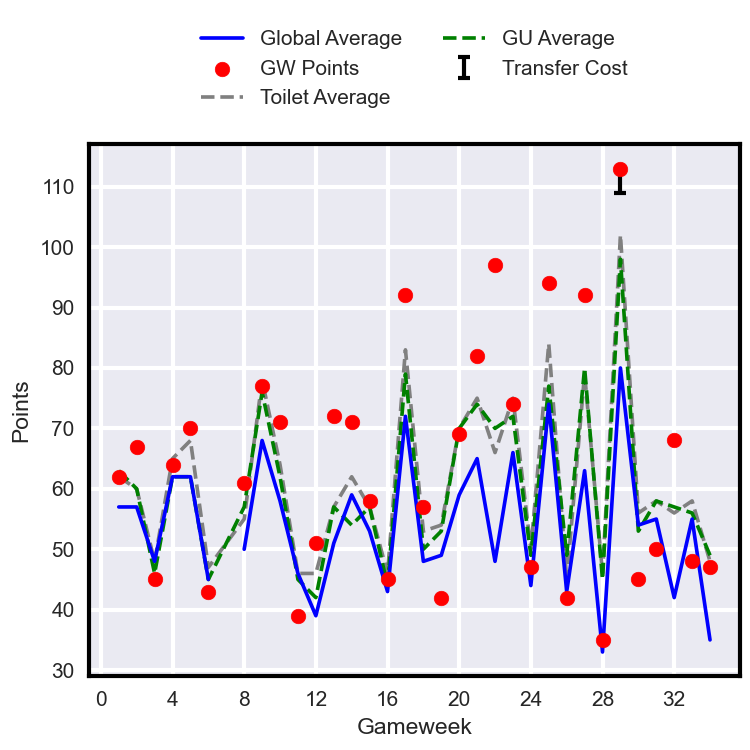 Global Average
GW Points
Toilet Average
GU Average
Transfer Cost
110
100
90
80
70
60
50
40
30
Points
0 4 8 12 16 20 24 28 32
Gameweek